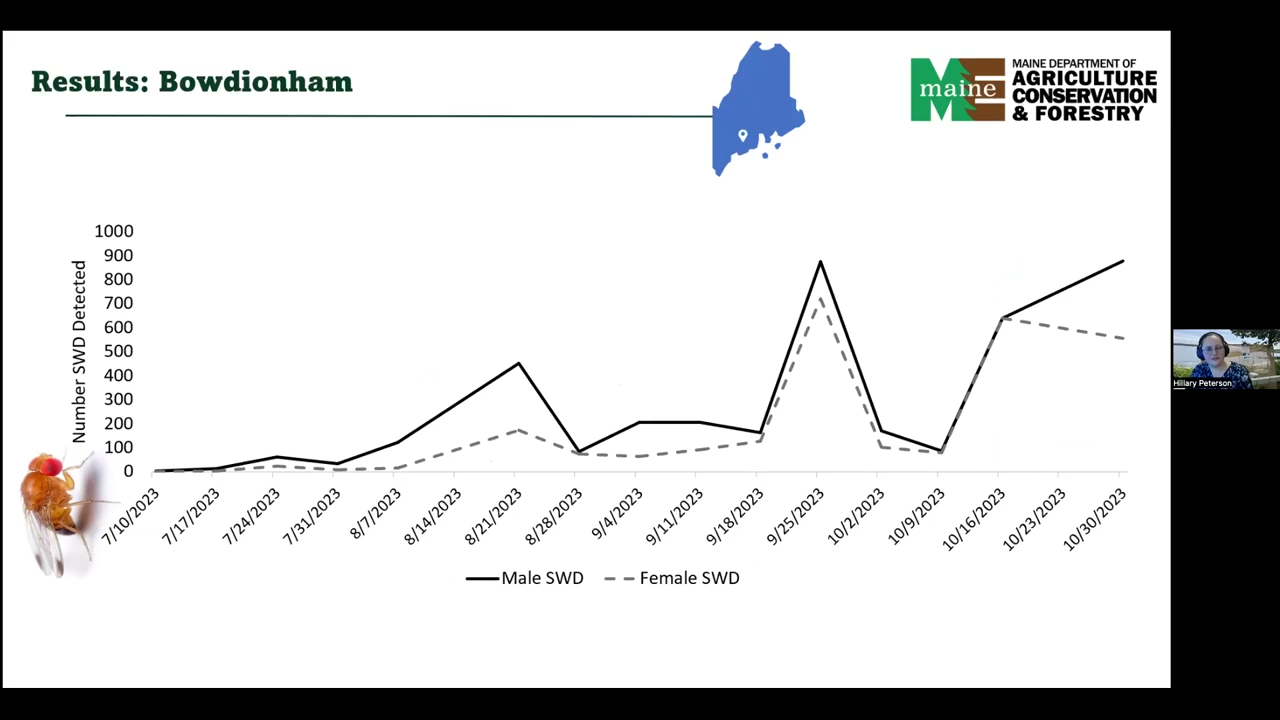 Results: Bowdionham
maine
MAINE DEPARTMENT OF
AGRICULTURE
CONSERVATION
& FORESTRY
Number SWD Detected
1000
900
800
700
600
500
400
300
200
100
0
7/10/2023
7/17/2023
7/24/2023
7/31/2023
8/7/2023
8/14/2023
8/21/2023
8/28/2023
9/4/2023
9/11/2023
9/18/2023
9/25/2023
10/2/2023
10/9/2023
10/16/2023
10/23/2023
10/30/2023
Male SWD
Female SWD
Hillary Peterson